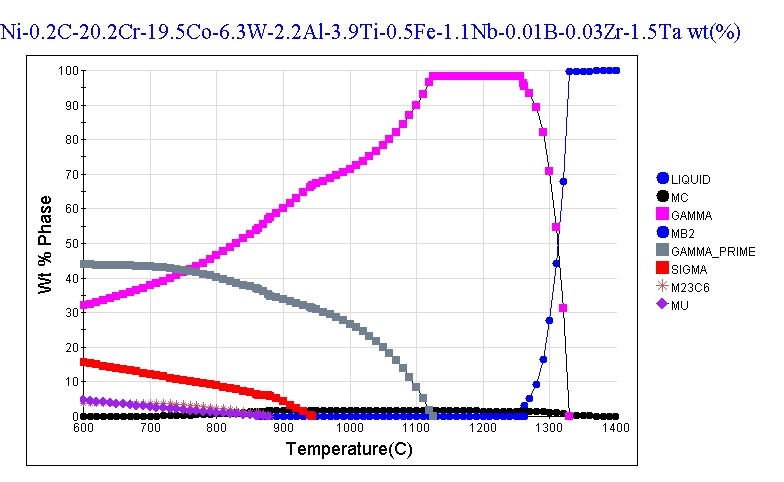 Ni-0.2C-20.2Cr-19.5Co-6.3W-2.2Al-3.9Ti-0.5Fe-1.1Nb-0.01B-0.03Zr-1.5Ta wt(%)
100
90
80
70
60
50
40
30
20
10
0
Wt % Phase
600 700 800 900 1000 1100 1200 1300 1400
Temperature(C)
LIQUID
MC
GAMMA
MB2
GAMMA_PRIME
SIGMA
M23C6
MU